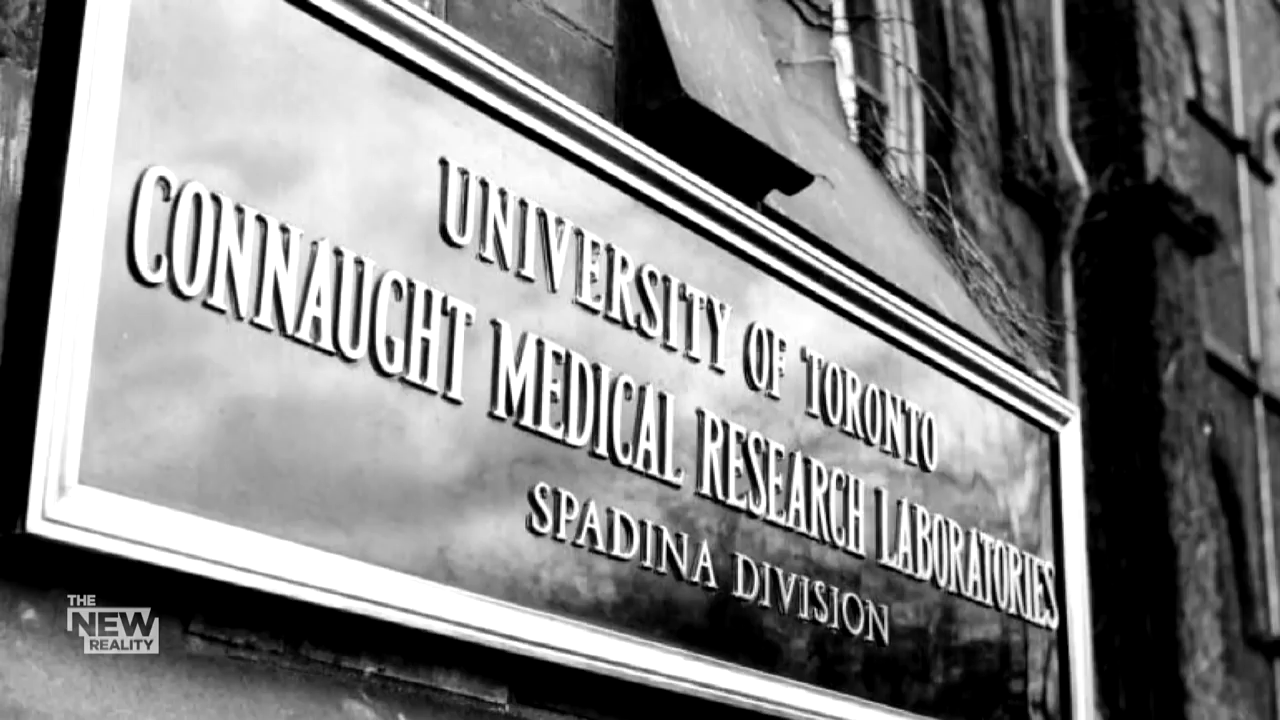 UNIVERSITY OF TORONTO
CONNAUGHT MEDICAL RESEARCH LABORATORIES
SPADINA DIVISION
THE
NEW
REALITY